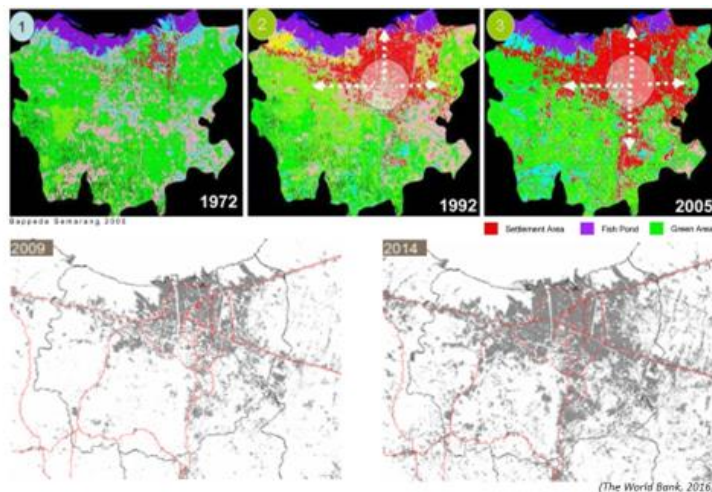 1
1972
2
1992
3
2005
Bappeda Semarang
Settlement Area
Fish Pond
Green Area
2009
2014
(The World Bank, 2016)